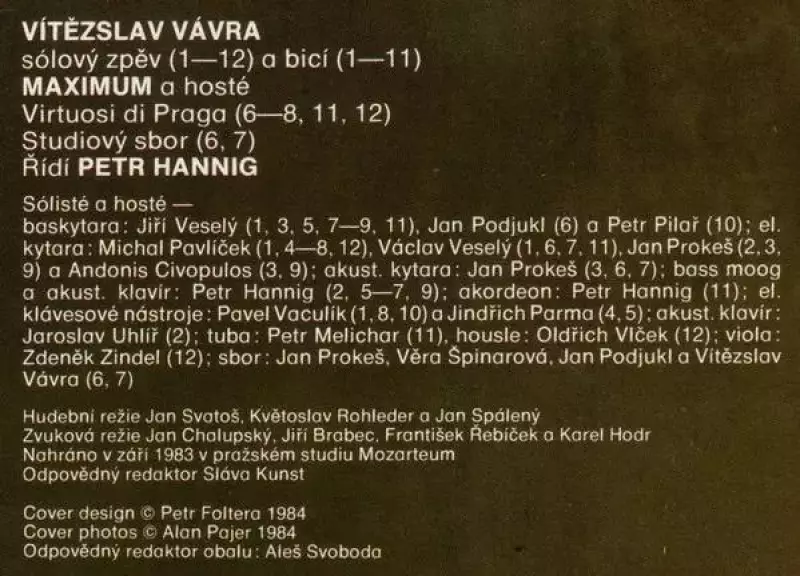 VÍTĚZSLAV VÁVRA
sólový zpěv (1—12) a bicí (1—11)
MAXIMUM a hosté
Virtuosi di Praga (6—8, 11, 12)
Studiový sbor (6, 7)
Řídí PETR HANNIG
Sólisté a hosté —
baskytara: Jiří Veselý (1, 3, 5, 7—9, 11), Jan Podjukl (6) a Petr Pilař (10); el.
kytara: Michal Pavlíček (1, 4—8, 12), Václav Veselý (1, 6, 7, 11), Jan Prokeš (2, 3,
9) a Andonis Civopulos (3, 9); akust. kytara: Jan Prokeš (3, 6, 7); bass moog
a akust. klavír: Petr Hannig (2, 5—7, 9); akordeon: Petr Hannig (11); el.
klávesové nástroje: Pavel Vaculík (1, 8, 10) a Jindřich Parma (4, 5); akust. klavír:
Jaroslav Uhlíř (2); tuba: Petr Melichar (11), housle: Oldřich Vlček (12); viola:
Zdeněk Zindel (12); sbor: Jan Prokeš, Věra Špinarová, Jan Podjukl a Vítězslav
Vávra (6, 7)
Hudební režie Jan Svatoš, Květoslav Rohleder a Jan Spálený
Zvuková režie Jan Chalupský, Jiří Brabec, František Řebíček a Karel Hodr
Nahráno v září 1983 v pražském studiu Mozarteum
Odpovědný redaktor Sláva Kunst
Cover design © Petr Foltera 1984
Cover photos © Alan Pajer 1984
Odpovědný redaktor obalu: Aleš Svoboda